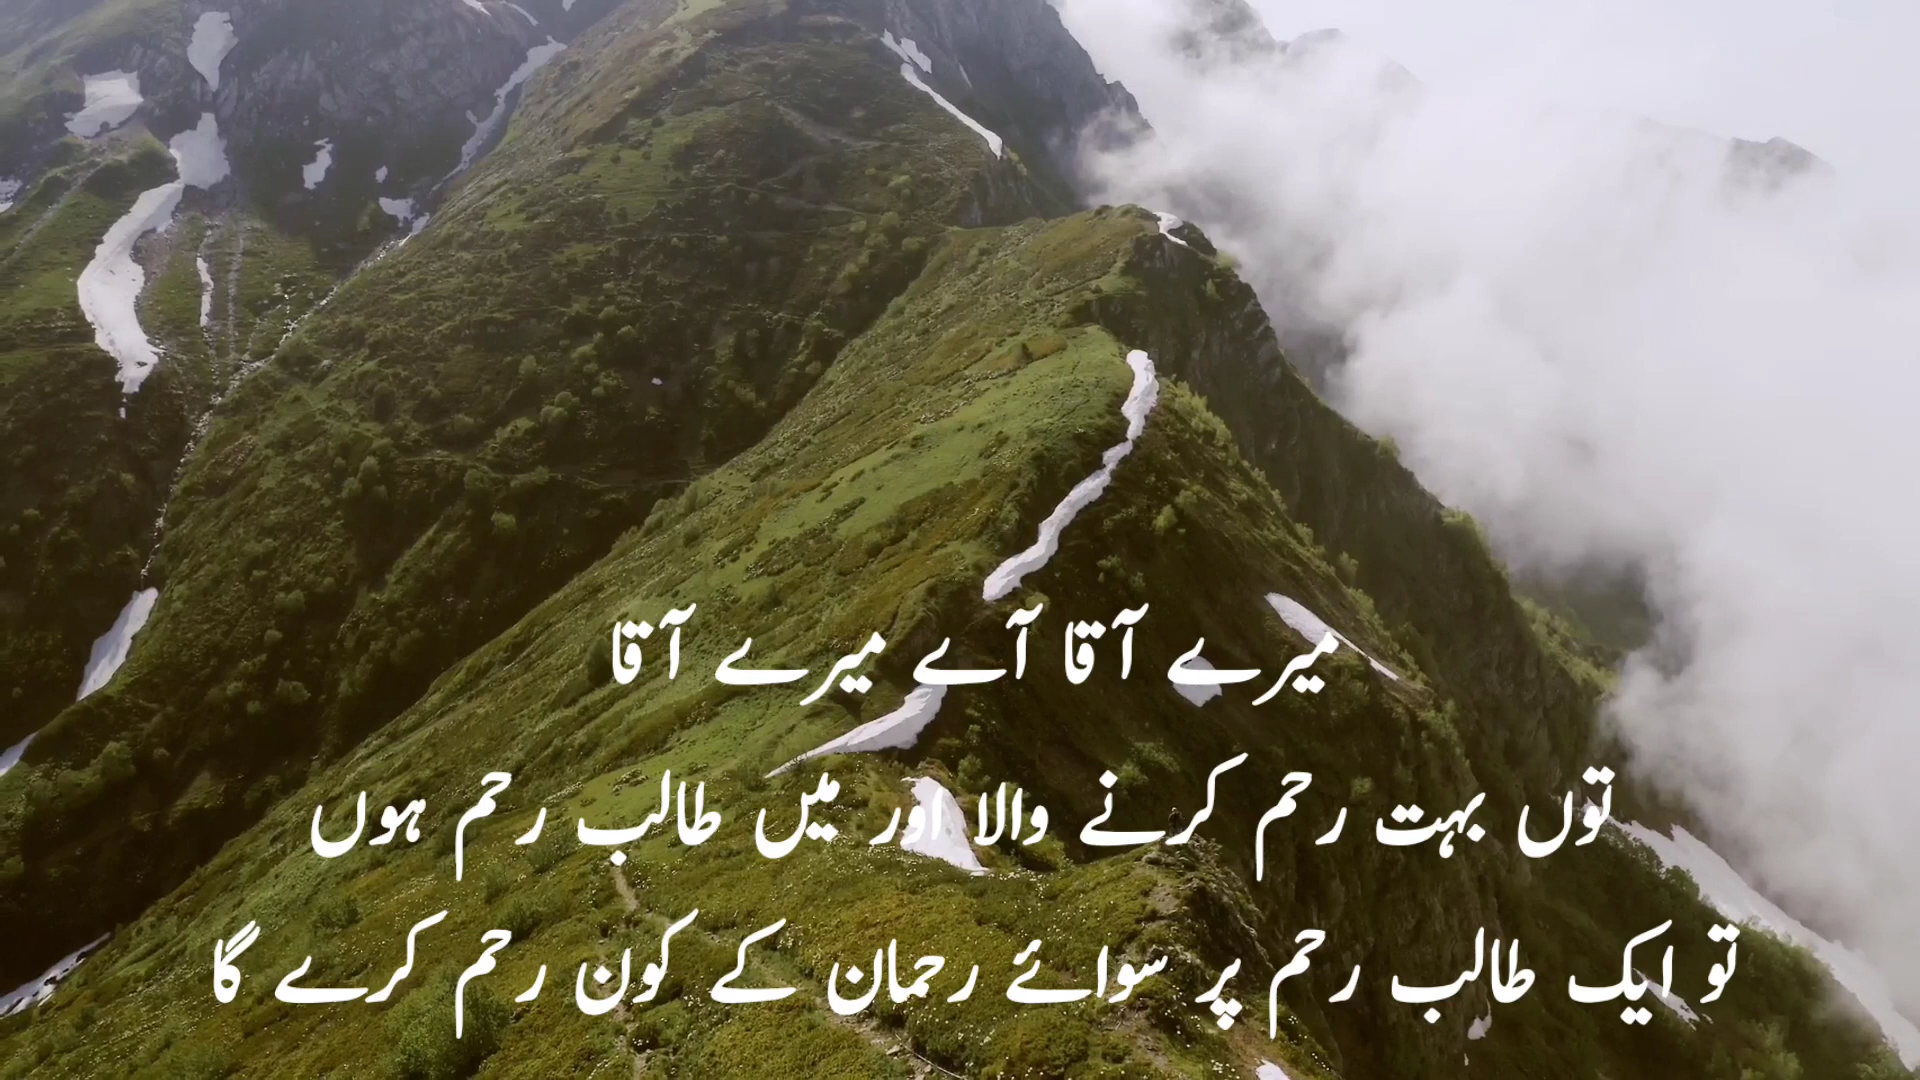 میرے آقا آے میرے آقا
توں بہت رحم کرنے والا اور میں طالب رحم ہوں
تو ایک طالب رحم پر سوائے رحمان کے کون رحم کرے گا